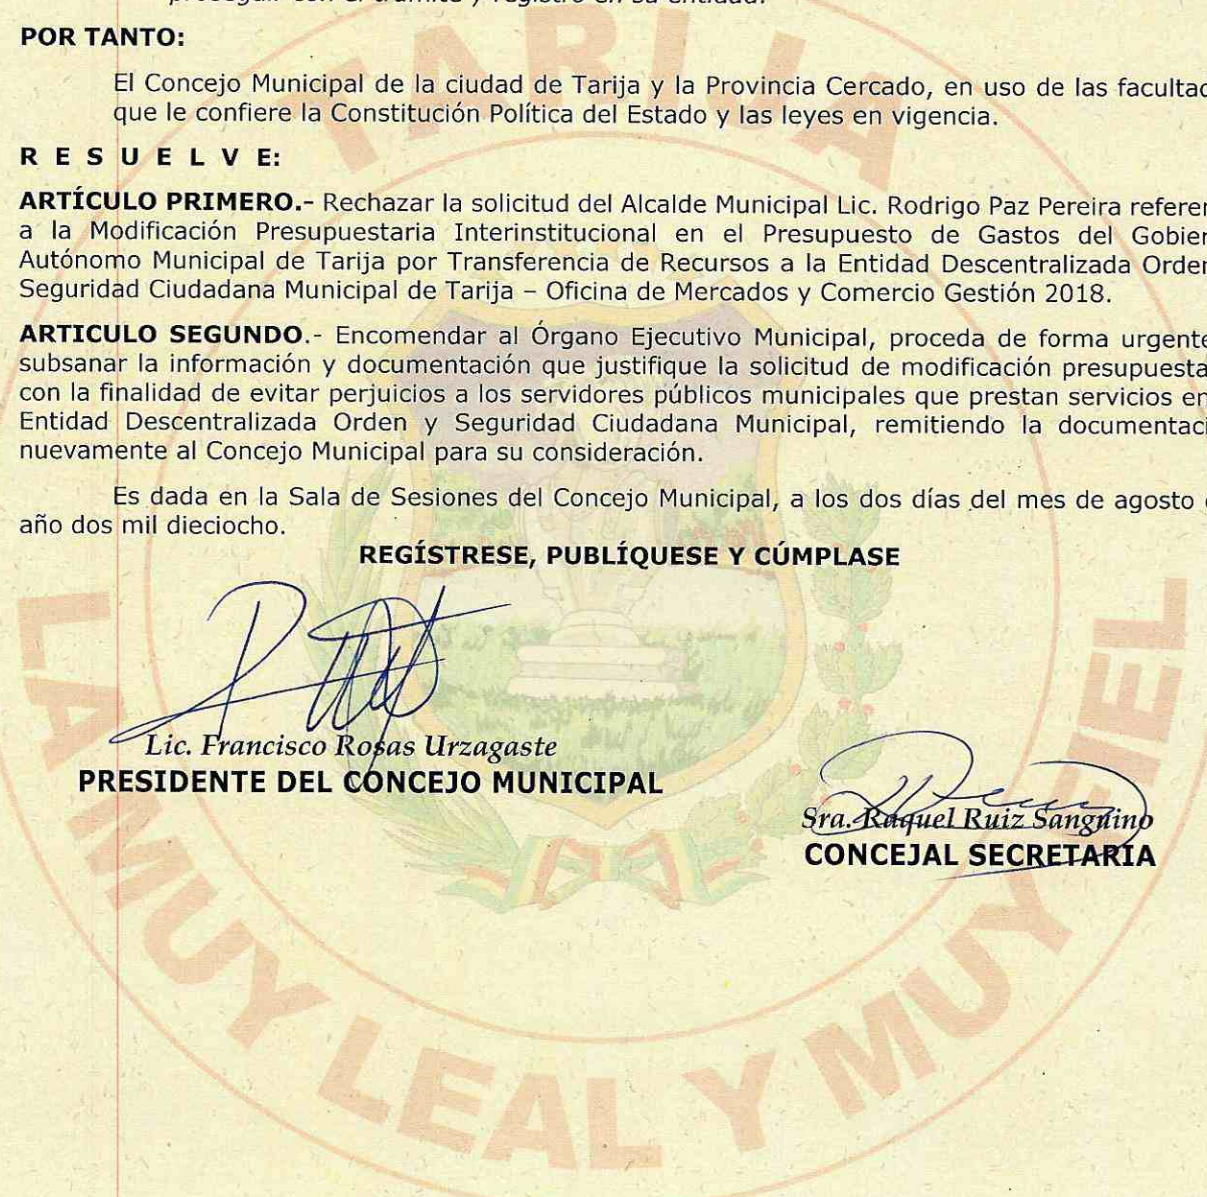 proseguir con el trámite y registro en su entidad.
POR TANTO:
El Concejo Municipal de la ciudad de Tarija y la Provincia Cercado, en uso de las facultad
que le confiere la Constitución Política del Estado y las leyes en vigencia.
R E S U E L V E:
ARTÍCULO PRIMERO.- Rechazar la solicitud del Alcalde Municipal Lic. Rodrigo Paz Pereira referen
a la Modificación Presupuestaria Interinstitucional en el Presupuesto de Gastos del Gobier
Autónomo Municipal de Tarija por Transferencia de Recursos a la Entidad Descentralizada Orden
Seguridad Ciudadana Municipal de Tarija – Oficina de Mercados y Comercio Gestión 2018.
ARTICULO SEGUNDO.- Encomendar al Órgano Ejecutivo Municipal, proceda de forma urgente
subsanar la información y documentación que justifique la solicitud de modificación presupuesta
con la finalidad de evitar perjuicios a los servidores públicos municipales que prestan servicios en
Entidad Descentralizada Orden y Seguridad Ciudadana Municipal, remitiendo la documentaci
nuevamente al Concejo Municipal para su consideración.
Es dada en la Sala de Sesiones del Concejo Municipal, a los dos días del mes de agosto
año dos mil dieciocho.
REGÍSTRESE, PUBLÍQUESE Y CÚMPLASE
Lic. Francisco Rosas Urzagaste
PRESIDENTE DEL CONCEJO MUNICIPAL
Sra. Raquel Ruiz Sanguino
CONCEJAL SECRETARIA
TARIJA
LA MUY LEAL Y MUY FIEL